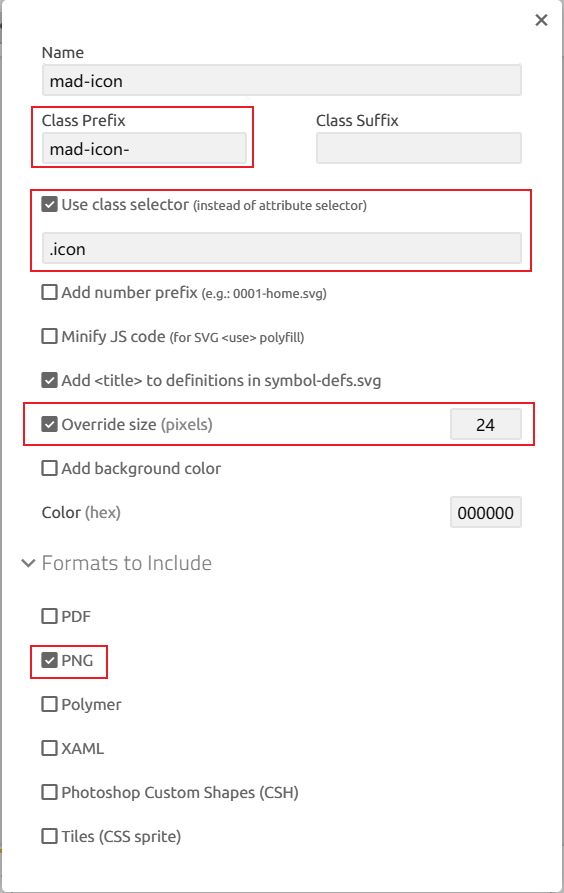 Name
mad-icon
Class Prefix
Class Suffix
mad-icon-
Use class selector (instead of attribute selector)
.icon
Add number prefix (e.g.: 0001-home.svg)
Minify JS code (for SVG <use> polyfill)
Add <title> to definitions in symbol-defs.svg
Override size (pixels)
24
Add background color
Color (hex)
000000
Formats to Include
PDF
PNG
Polymer
XAML
Photoshop Custom Shapes (CSH)
Tiles (CSS sprite)